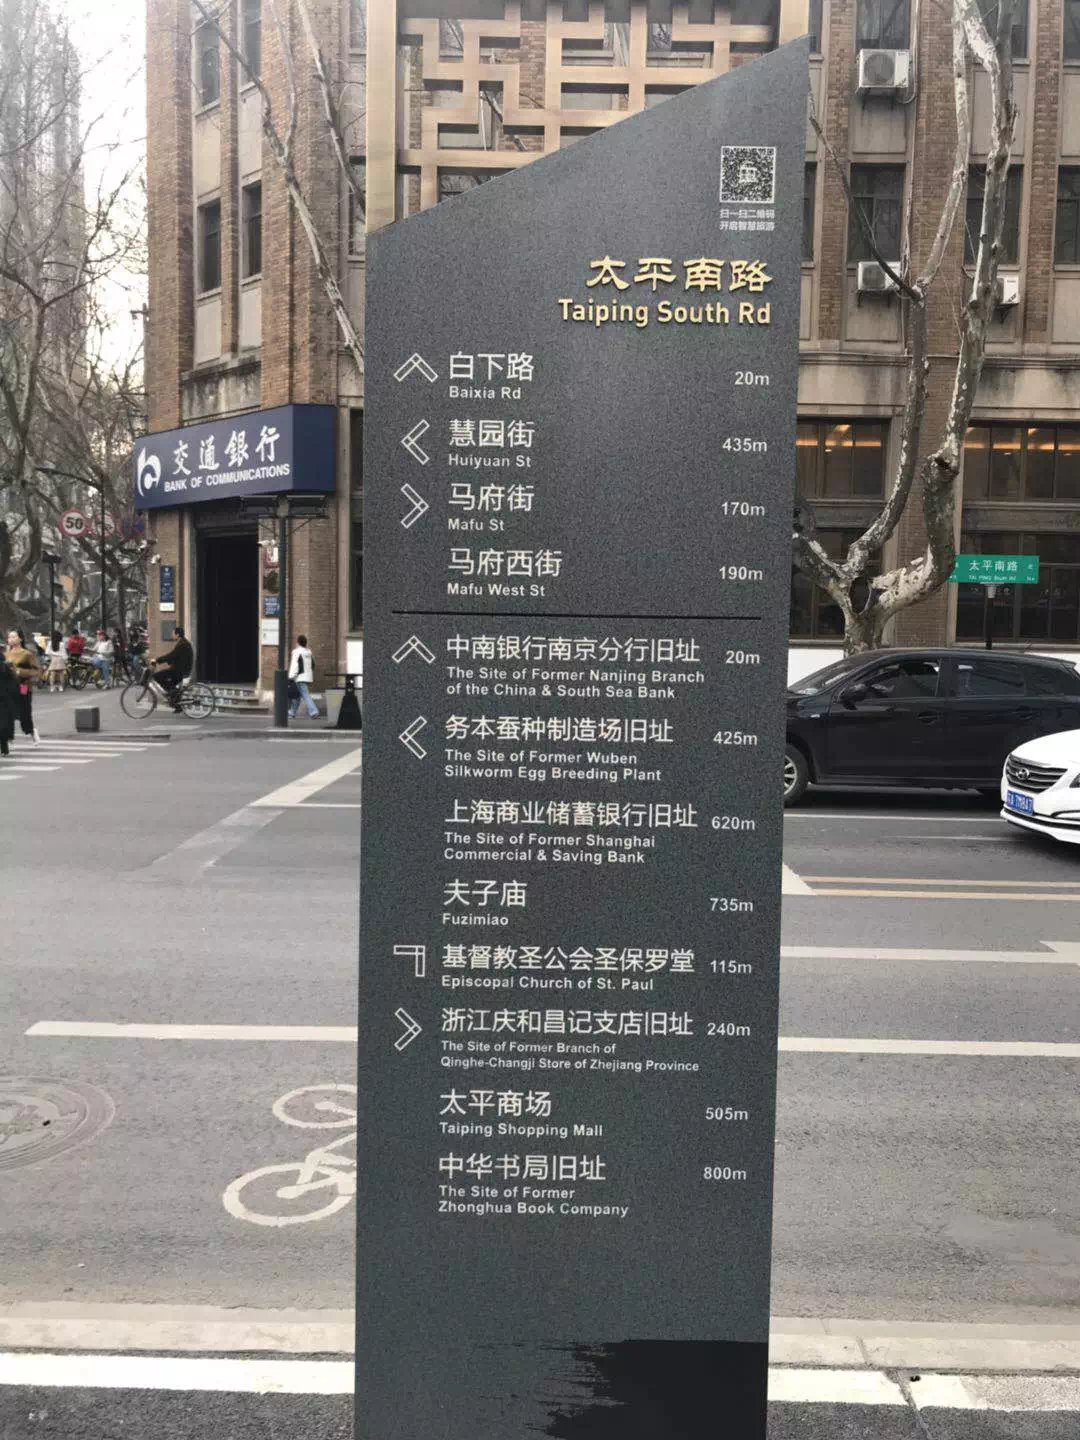 扫一扫二维码
开启智慧旅游
太平南路
Taiping South Rd
白下路
Baixia Rd
20m
慧园街
Huiyuan St
435m
马府街
Mafu St
170m
马府西街
Mafu West St
190m
中南银行南京分行旧址
20m
The Site of Former Nanjing Branch
of the China & South Sea Bank
务本蚕种制造场旧址
425m
The Site of Former Wuben
Silkworm Egg Breeding Plant
上海商业储蓄银行旧址
620m
The Site of Former Shanghai
Commercial & Saving Bank
夫子庙
Fuzimiao
735m
基督教圣公会圣保罗堂
115m
Episcopal Church of St. Paul
浙江庆和昌记支店旧址
240m
The Site of Former Branch of
Qinghe-Changji Store of Zhejiang Province
太平商场
Taiping Shopping Mall
505m
中华书局旧址
800m
The Site of Former
Zhonghua Book Company
交通銀行
BANK OF COMMUNICATIONS
50
太平南路
北
TAI PING South Rd